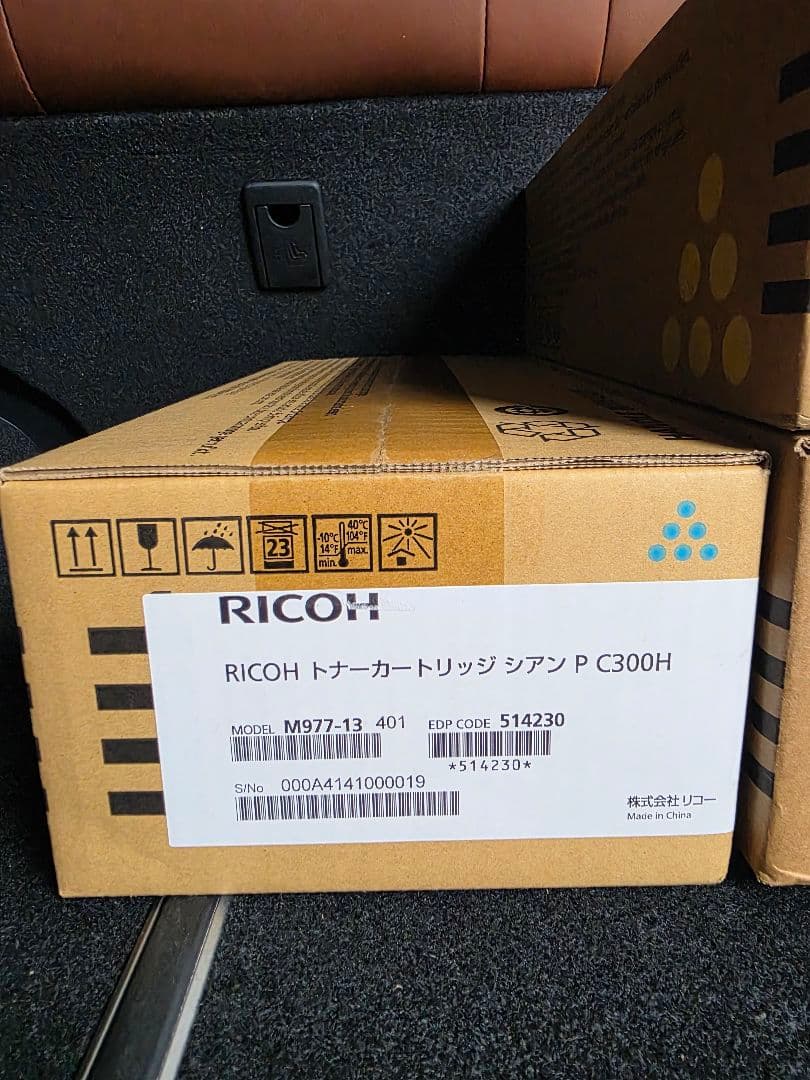 23
-10°C
14°F
min.
40°C
104°F
max.
RICOH
RICOH トナーカートリッジ シアン P C300H
MODEL M977-13 401 EDP CODE 514230
*514230*
S/No 000A4141000019
株式会社 リコー
Made in China